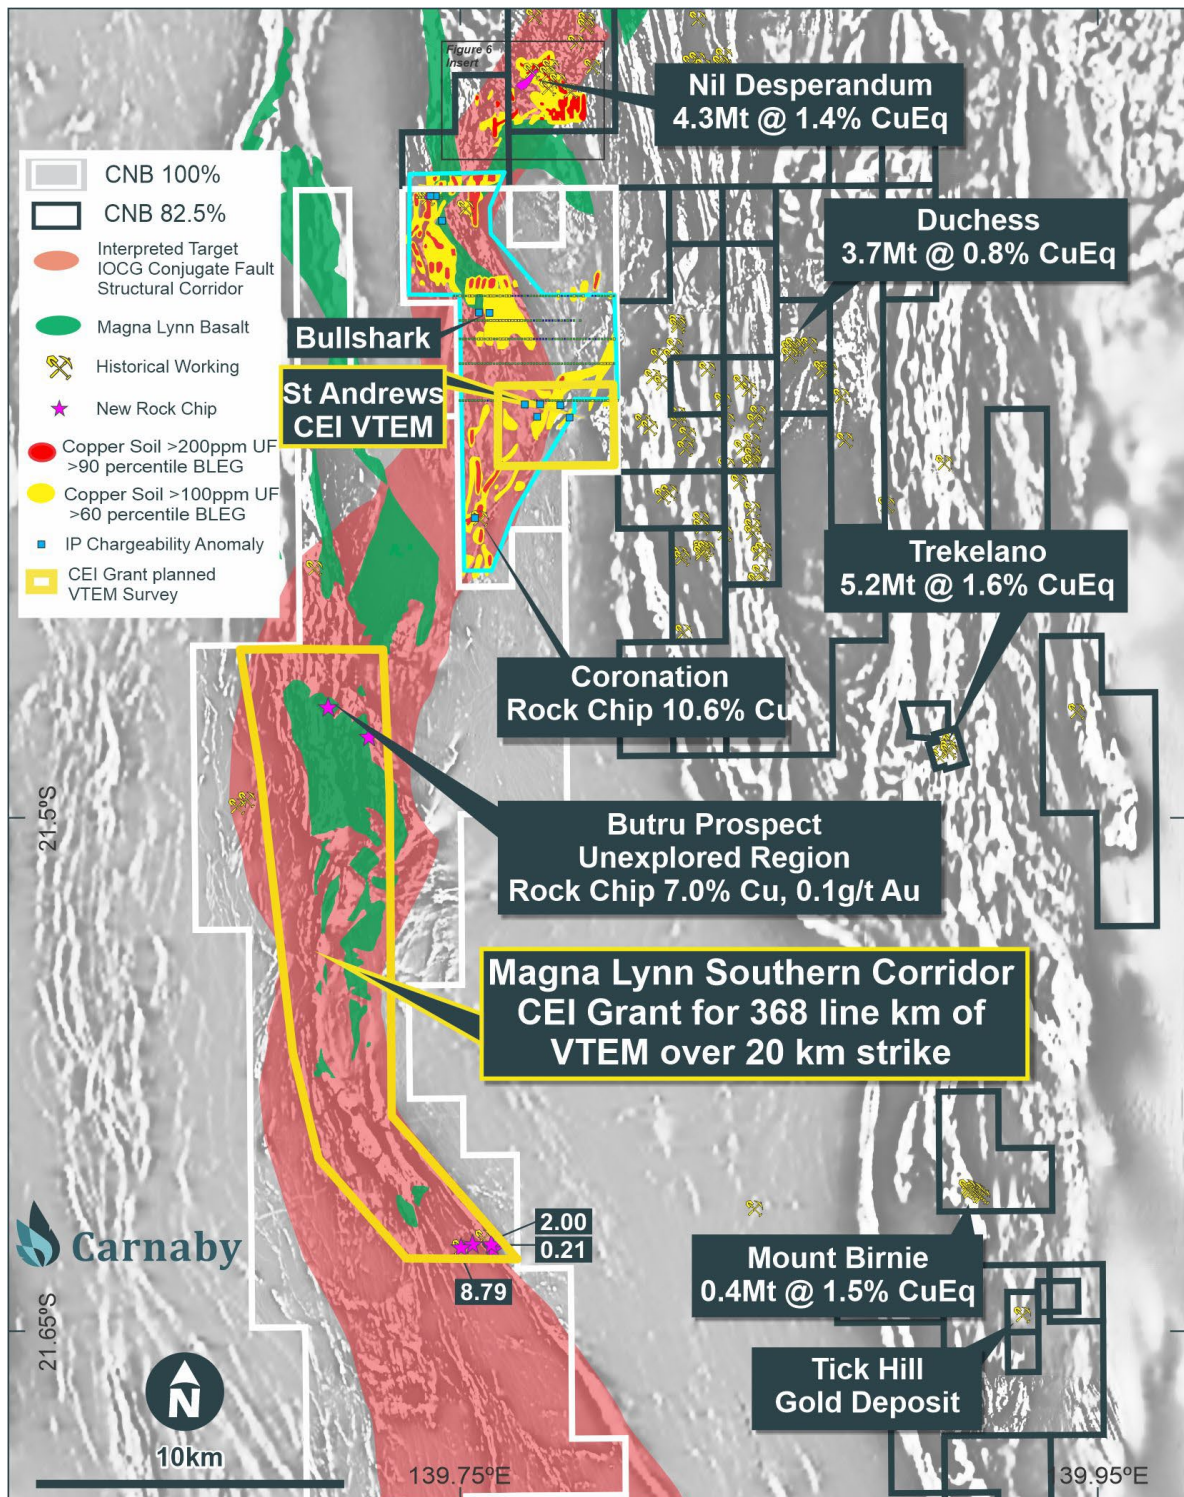 Figure 6
Insert
Nil Desperandum
4.3Mt @ 1.4% CuEq
CNB 100%
CNB 82.5%
Interpreted Target
IOCG Conjugate Fault
Structural Corridor
Magna Lynn Basalt
Historical Working
New Rock Chip
Copper Soil >200ppm UF
>90 percentile BLEG
Copper Soil >100ppm UF
>60 percentile BLEG
IP Chargeability Anomaly
CEI Grant planned
VTEM Survey
Duchess
3.7Mt @ 0.8% CuEq
Bullshark
St Andrews
CEI VTEM
Trekelano
5.2Mt @ 1.6% CuEq
Coronation
Rock Chip 10.6% Cu
21.5ºS
Butru Prospect
Unexplored Region
Rock Chip 7.0% Cu, 0.1g/t Au
Magna Lynn Southern Corridor
CEI Grant for 368 line km of
VTEM over 20 km strike
2.00
0.21
8.79
Carnaby
Mount Birnie
0.4Mt @ 1.5% CuEq
21.65ºS
Tick Hill
Gold Deposit
N
10km
139.75ºE
139.95ºE